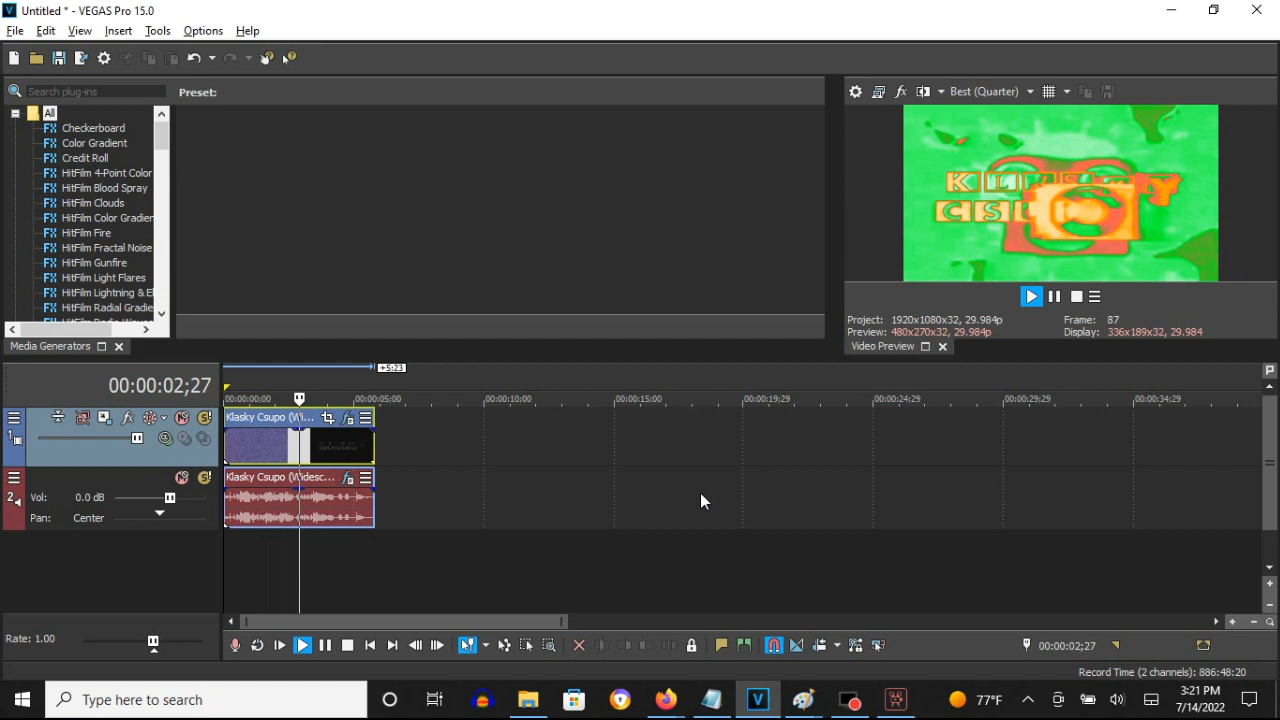 Untitled * - VEGAS Pro 15.0
File Edit View Insert Tools Options Help
Search plug-ins
Preset:
Best (Quarter)
All
Checkerboard
Color Gradient
Credit Roll
HitFilm 4-Point Color
HitFilm Blood Spray
HitFilm Clouds
HitFilm Color Gradien
HitFilm Fire
HitFilm Fractal Noise
HitFilm Gunfire
HitFilm Light Flares
HitFilm Lightning & E
HitFilm Radial Gradie
KLASKY
CSUPO
Project: 1920x1080x32, 29.984p Frame: 87
Preview: 480x270x32, 29.984p Display: 336x189x32, 29.984
Media Generators
Video Preview
+5:23
00:00:02;27
00:00:00;00 00:00:05;00 00:00:10;00 00:00:15;00 00:00:19;29 00:00:24;29 00:00:29;29 00:00:34;29
Klasky Csupo (Wi...
1
Klasky Csupo (Widesc...
2
Vol: 0.0 dB
Pan: Center
Rate: 1.00
00:00:02;27
Record Time (2 channels): 886:48:20
Type here to search
77°F
3:21 PM
7/14/2022